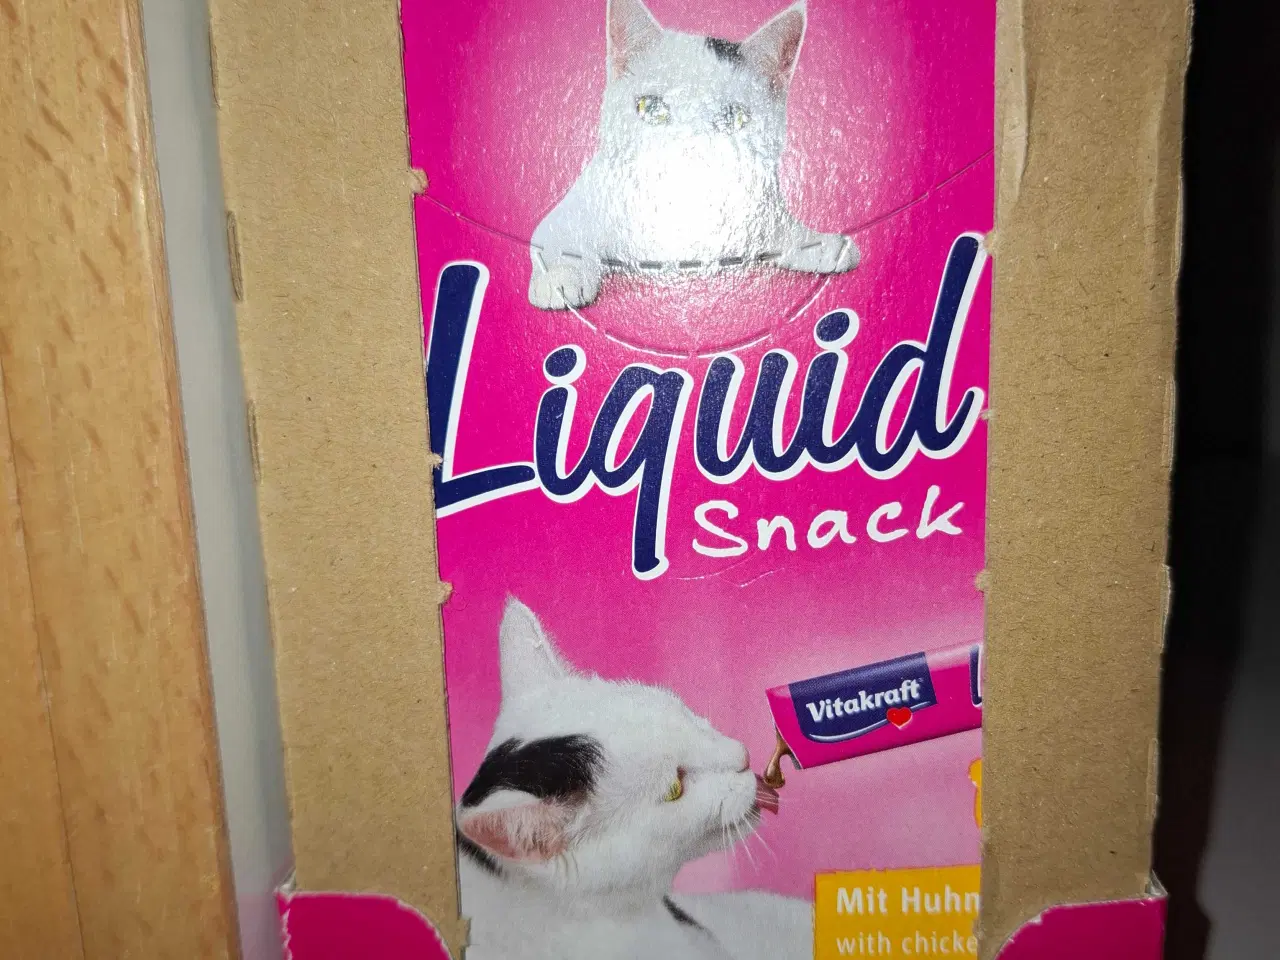 Liquid
Snack
Vitakraft
Mit Huhn
with chicke